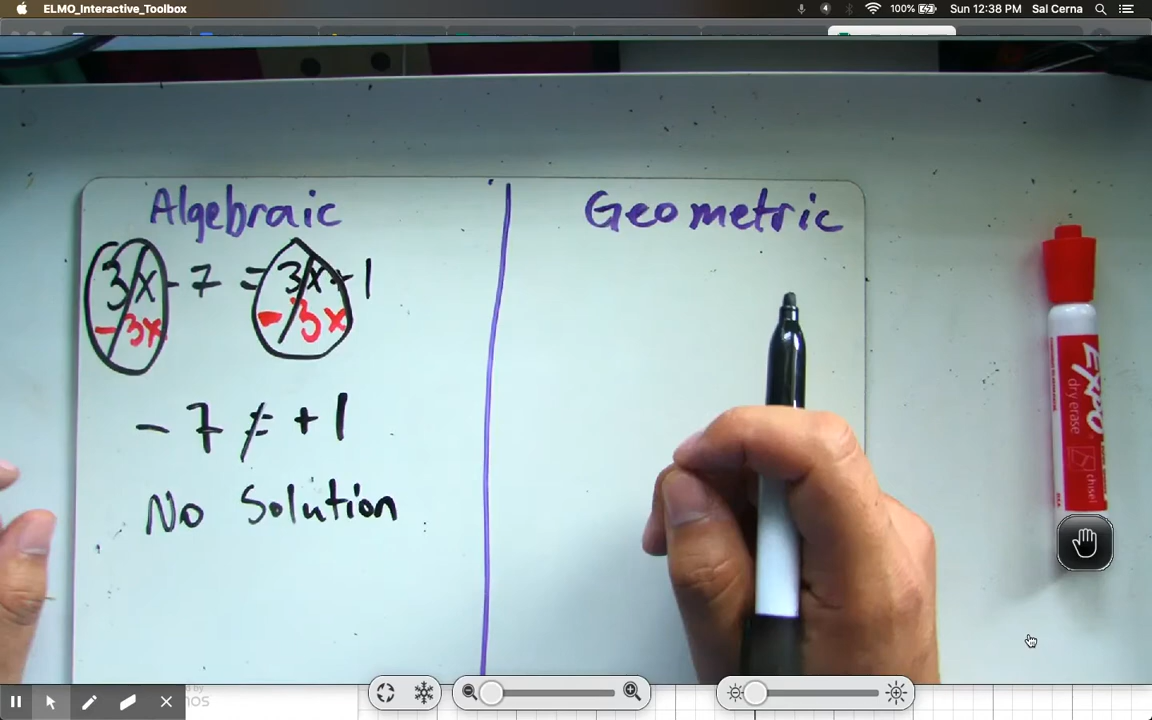 ELMO_Interactive_Toolbox
100%
Sun 12:38 PM
Sal Cerna
Algebraic
Geometric
3x - 7 = 3x + 1
- 3x - 3x
- 7 ≠ + 1
No Solution
EXPO
dry erase
chisel